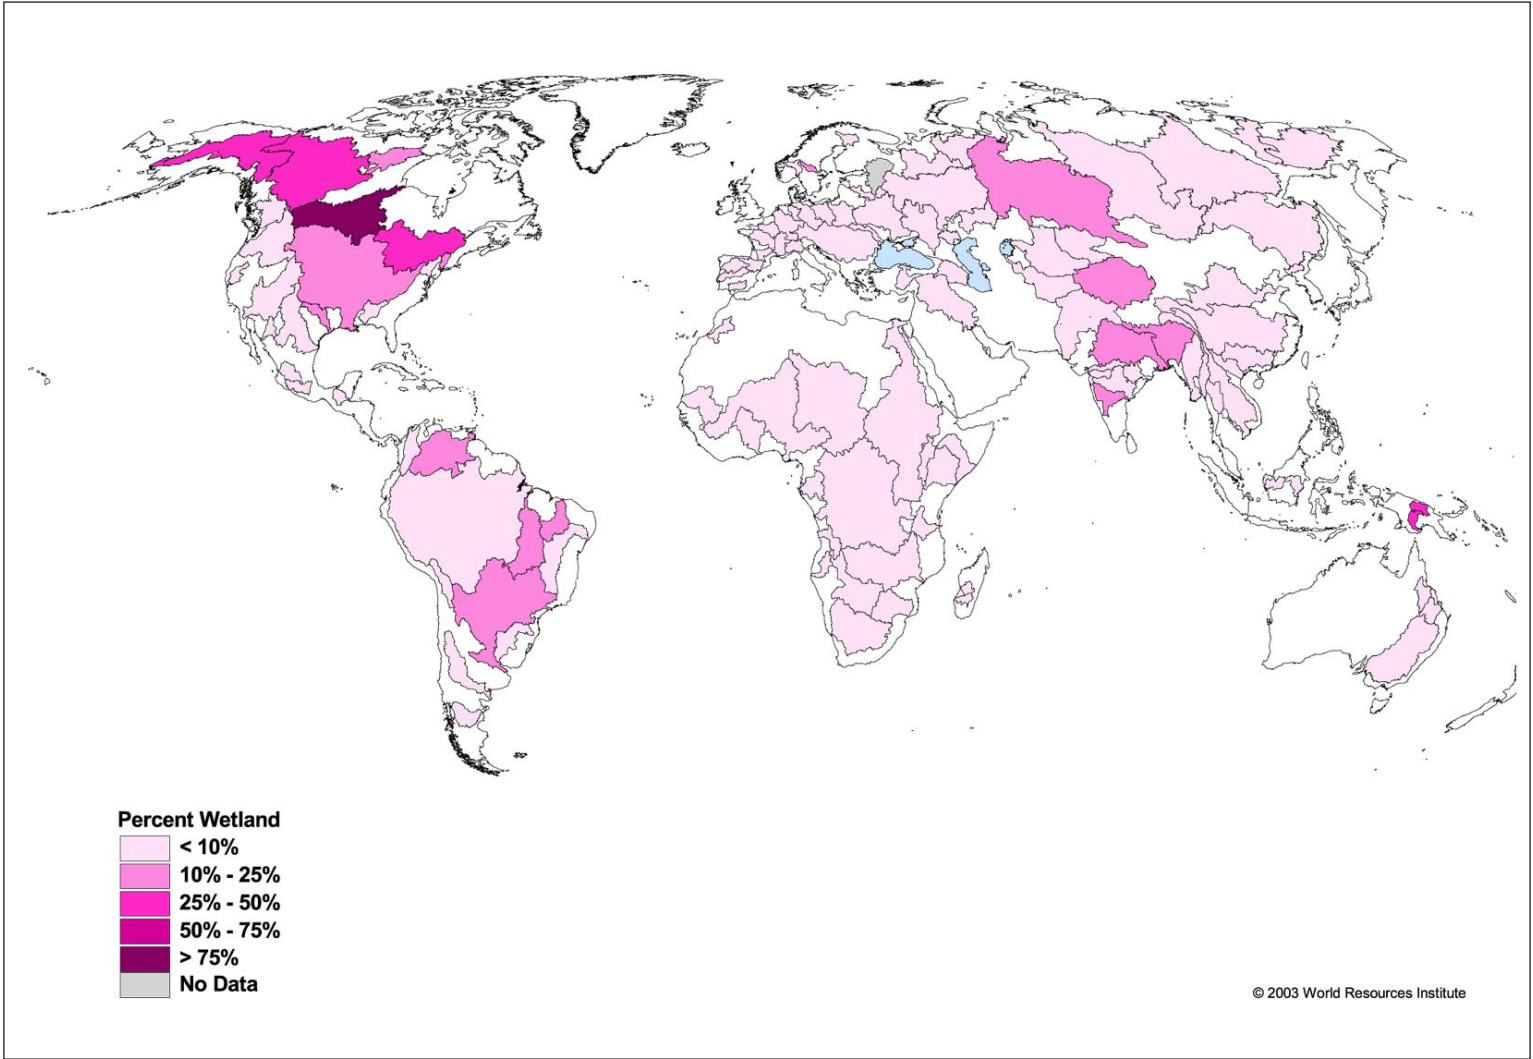 Percent Wetland
< 10%
10% - 25%
25% - 50%
50% - 75%
> 75%
No Data
© 2003 World Resources Institute